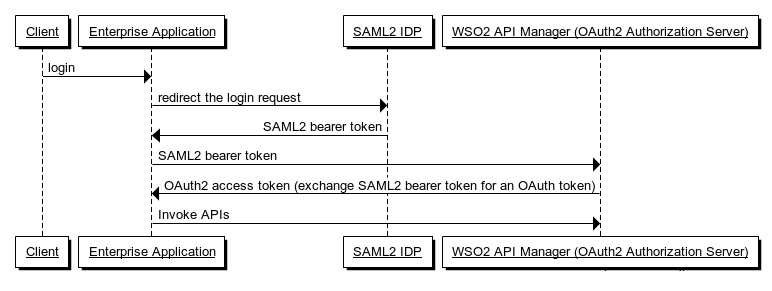 Client
Enterprise Application
SAML2 IDP
WSO2 API Manager (OAuth2 Authorization Server)
login
redirect the login request
SAML2 bearer token
SAML2 bearer token
OAuth2 access token (exchange SAML2 bearer token for an OAuth token)
Invoke APIs
Client
Enterprise Application
SAML2 IDP
WSO2 API Manager (OAuth2 Authorization Server)